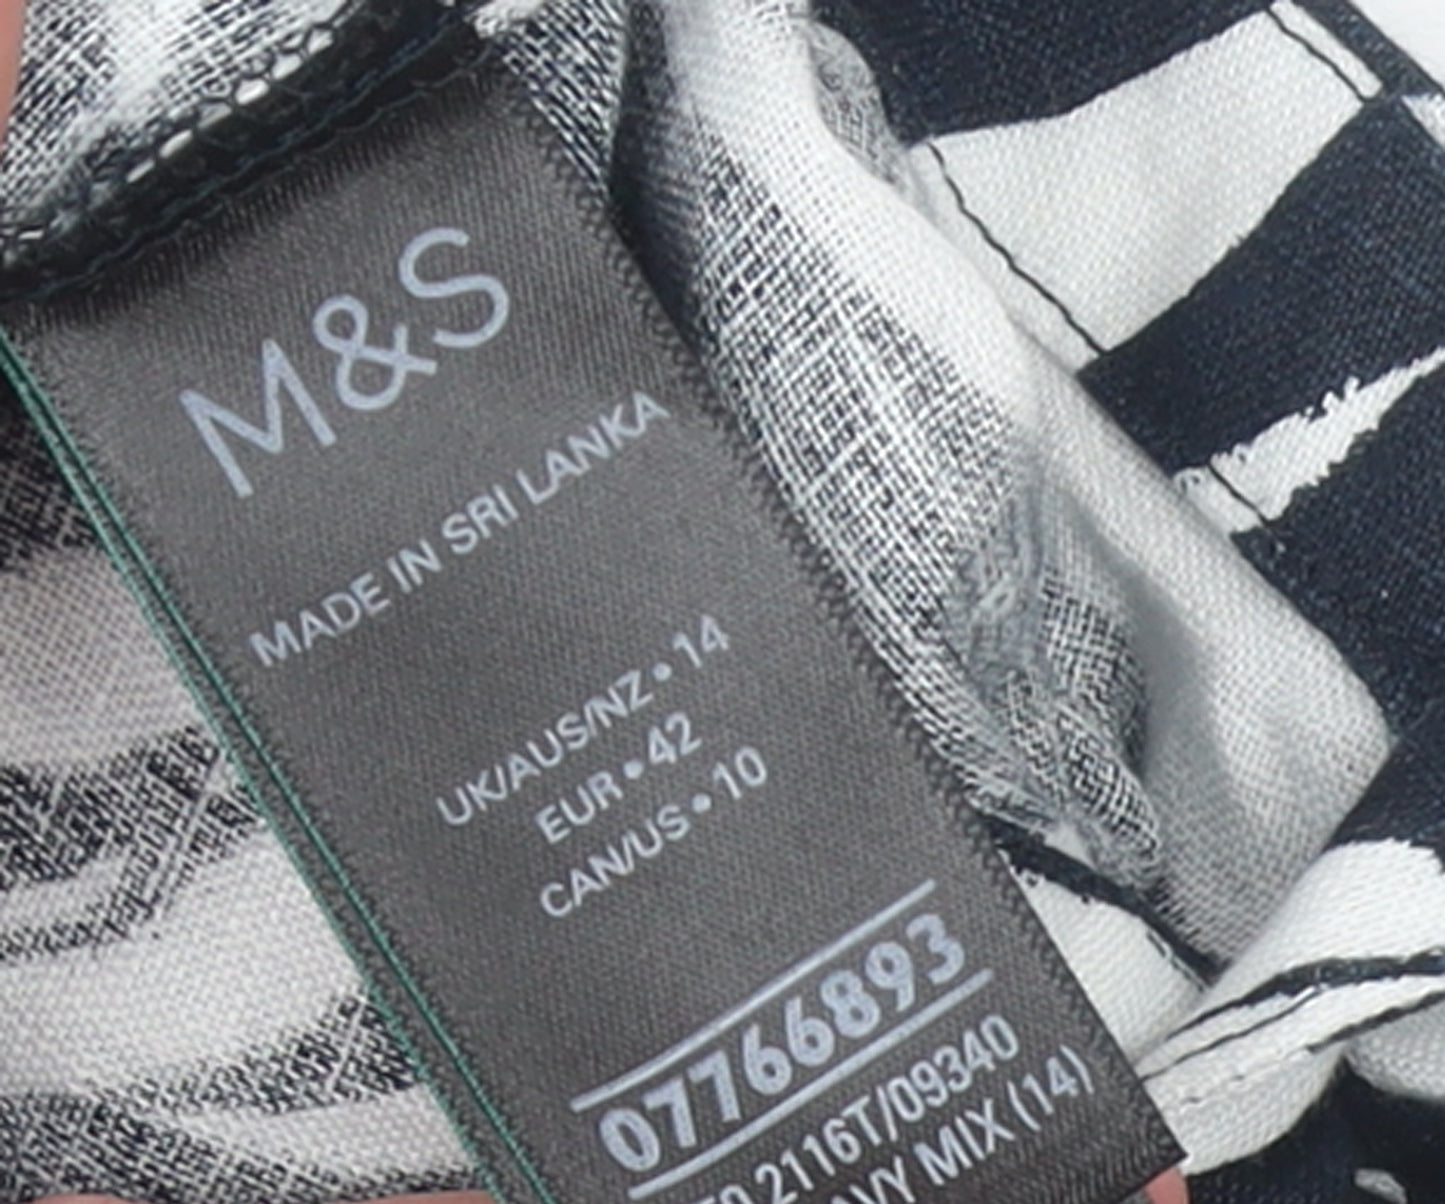 M&S
MADE IN SRI LANKA
UK/AUS/NZ • 14
EUR • 42
CAN/US • 10
07766893
2116T/09340
MIX (14)